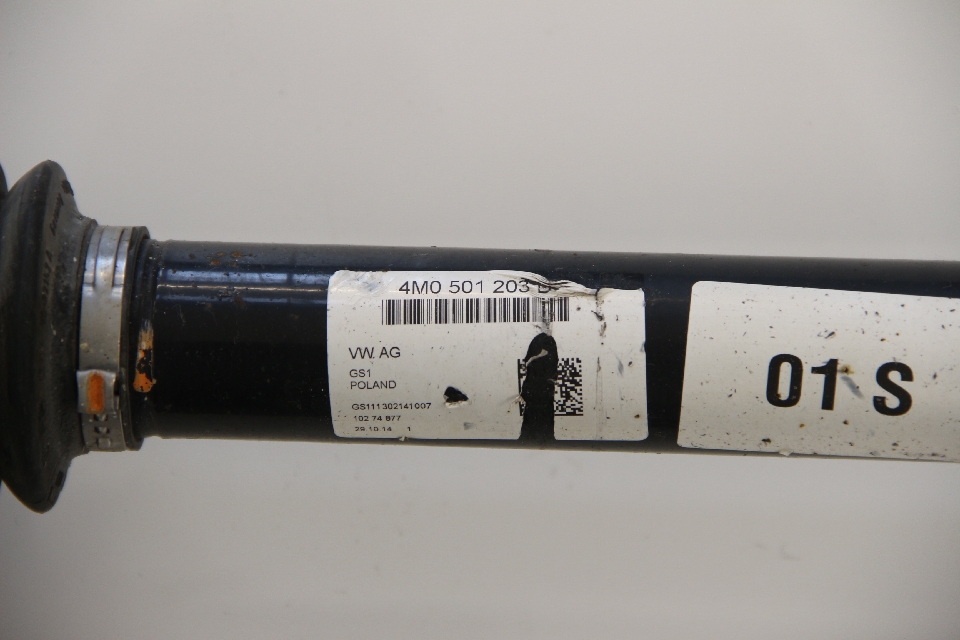 4M0 501 203
VW AG
GS1
POLAND
GS111302141007
102 74 877
29.10.14 1
01 S